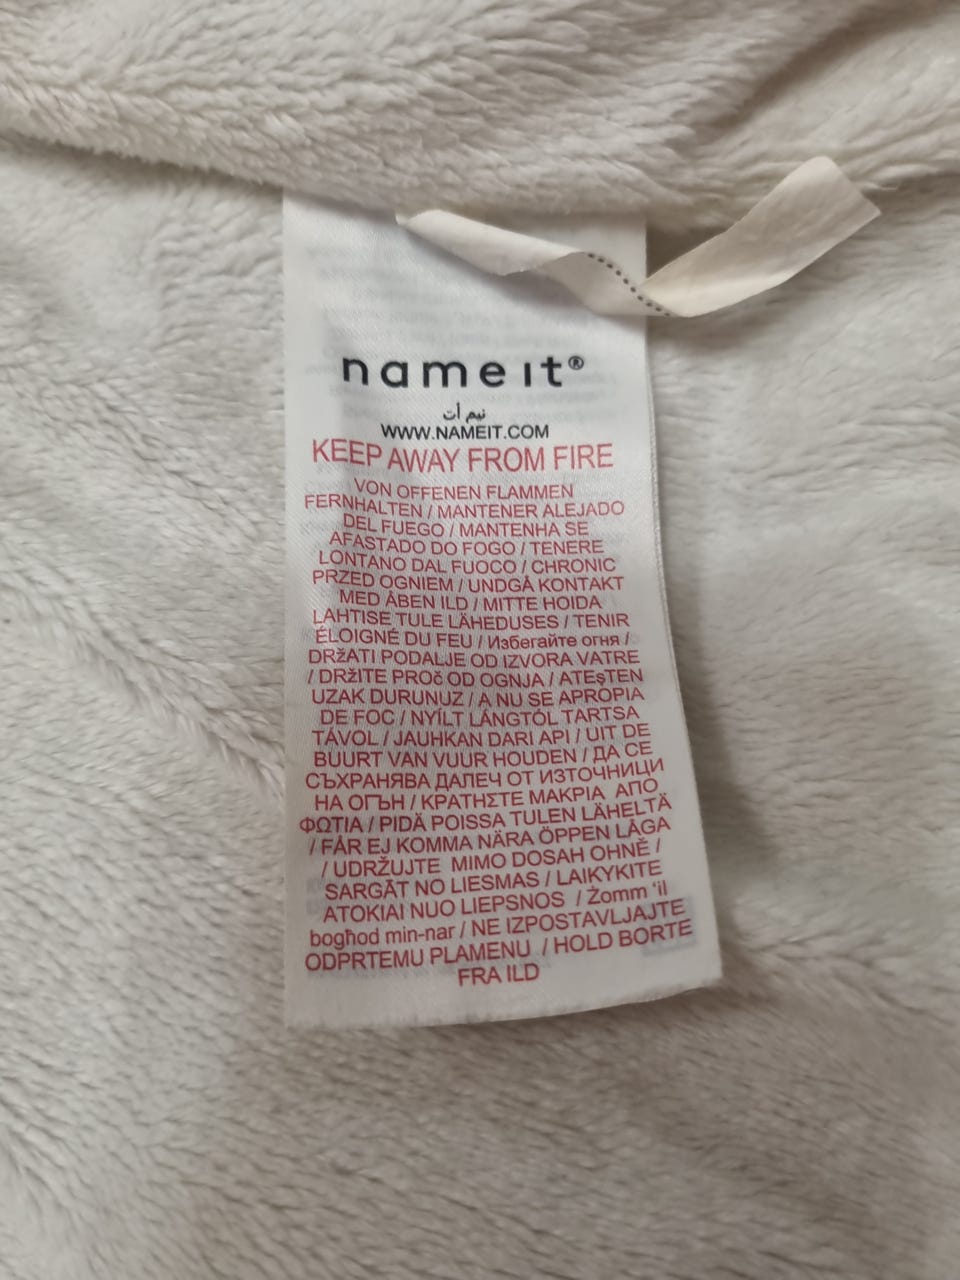 nameıt®
نيم أت
WWW.NAMEIT.COM
KEEP AWAY FROM FIRE
VON OFFENEN FLAMMEN
FERNHALTEN / MANTENER ALEJADO
DEL FUEGO / MANTENHA SE
AFASTADO DO FOGO / TENERE
LONTANO DAL FUOCO / CHRONIC
PRZED OGNIEM / UNDGÅ KONTAKT
MED ÅBEN ILD / MITTE HOIDA
LAHTISE TULE LÄHEDUSES / TENIR
ÉLOIGNÉ DU FEU / Избегайте огня /
DRžATI PODALJE OD IZVORA VATRE
/ DRžITE PROč OD OGNJA / ATEşTEN
UZAK DURUNUZ / A NU SE APROPIA
DE FOC / NYÍLT LÁNGTÓL TARTSA
TÁVOL / JAUHKAN DARI API / UIT DE
BUURT VAN VUUR HOUDEN / ДА СЕ
СЪХРАНЯВА ДАЛЕЧ ОТ ИЗТОЧНИЦИ
НА ОГЪН / ΚΡΑΤΗΣΤΕ ΜΑΚΡΙΑ ΑΠΟ
ΦΩΤΙΑ / PIDÄ POISSA TULEN LÄHELTÄ
/ FÅR EJ KOMMA NÄRA ÖPPEN LÅGA
/ UDRŽUJTE MIMO DOSAH OHNĚ /
SARGĀT NO LIESMAS / LAIKYKITE
ATOKIAI NUO LIEPSNOS / Żomm 'il
bogħod min-nar / NE IZPOSTAVLJAJTE
ODPRTEMU PLAMENU / HOLD BORTE
FRA ILD